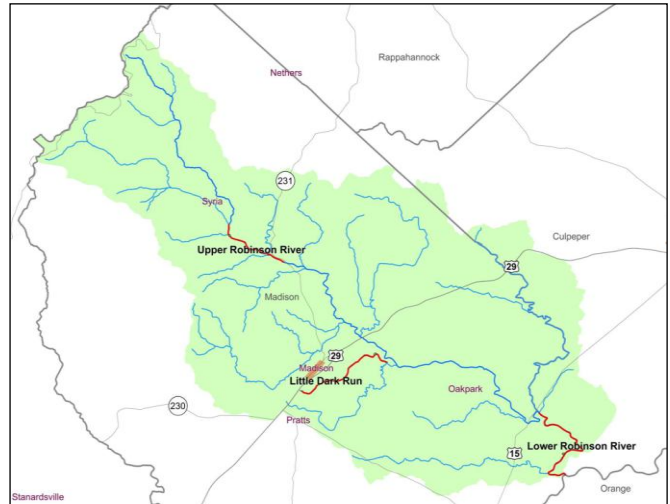 Rappahannock
Nethers
231
Syria
Culpeper
Upper Robinson River
29
Madison
29
Madison
Little Dark Run
Oakpark
230
Pratts
Lower Robinson River
15
Orange
Stanardsville